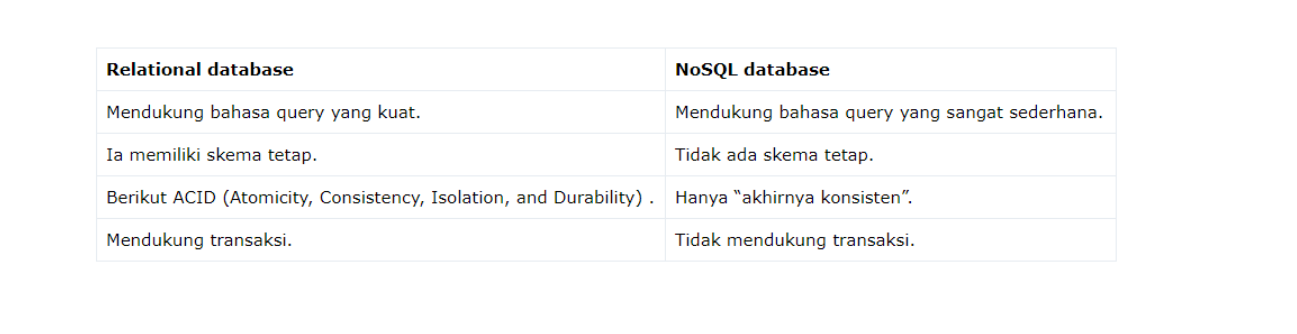 Relational database NoSQL database
Mendukung bahasa query yang kuat. Mendukung bahasa query yang sangat sederhana.
Ia memiliki skema tetap. Tidak ada skema tetap.
Berikut ACID (Atomicity, Consistency, Isolation, and Durability) . Hanya “akhirnya konsisten”.
Mendukung transaksi. Tidak mendukung transaksi.